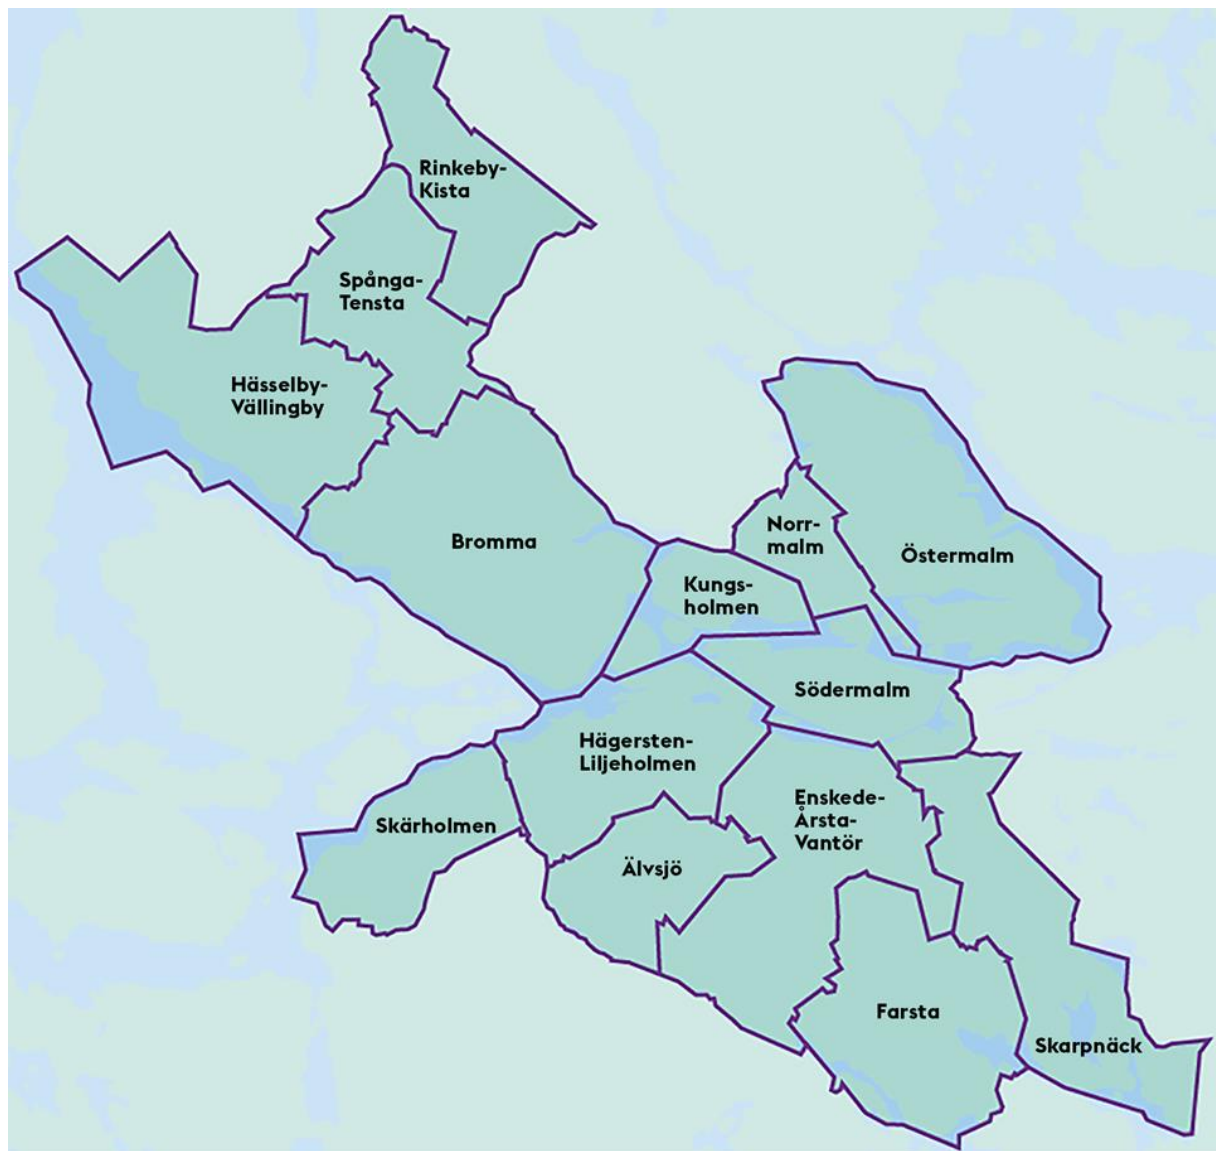 Rinkeby-
Kista
Spånga-
Tensta
Hässelby-
Vällingby
Bromma
Norr-
malm
Östermalm
Kungs-
holmen
Södermalm
Hägersten-
Liljeholmen
Enskede-
Årsta-
Vantör
Skärholmen
Älvsjö
Farsta
Skarpnäck